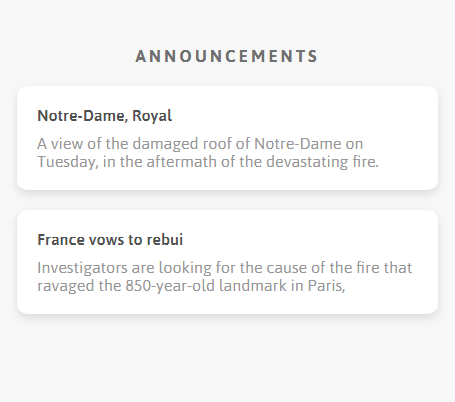 ANNOUNCEMENTS
Notre-Dame, Royal
A view of the damaged roof of Notre-Dame on
Tuesday, in the aftermath of the devastating fire.
France vows to rebui
Investigators are looking for the cause of the fire that
ravaged the 850-year-old landmark in Paris,